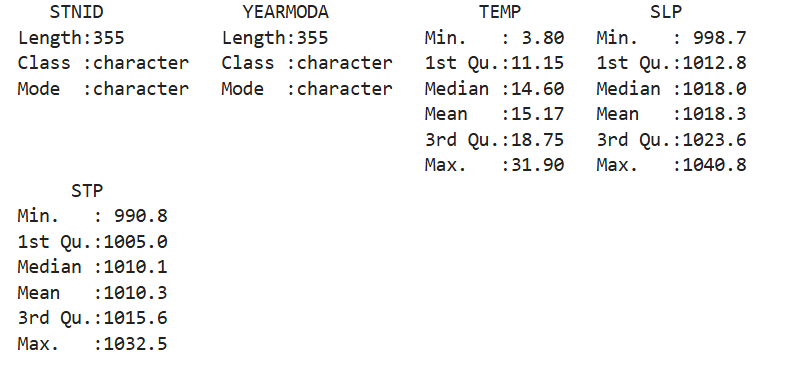 STNID YEARMODA TEMP SLP
Length:355 Length:355 Min. : 3.80 Min. : 998.7
Class :character Class :character 1st Qu.:11.15 1st Qu.:1012.8
Mode :character Mode :character Median :14.60 Median :1018.0
Mean :15.17 Mean :1018.3
3rd Qu.:18.75 3rd Qu.:1023.6
Max. :31.90 Max. :1040.8
STP
Min. : 990.8
1st Qu.:1005.0
Median :1010.1
Mean :1010.3
3rd Qu.:1015.6
Max. :1032.5